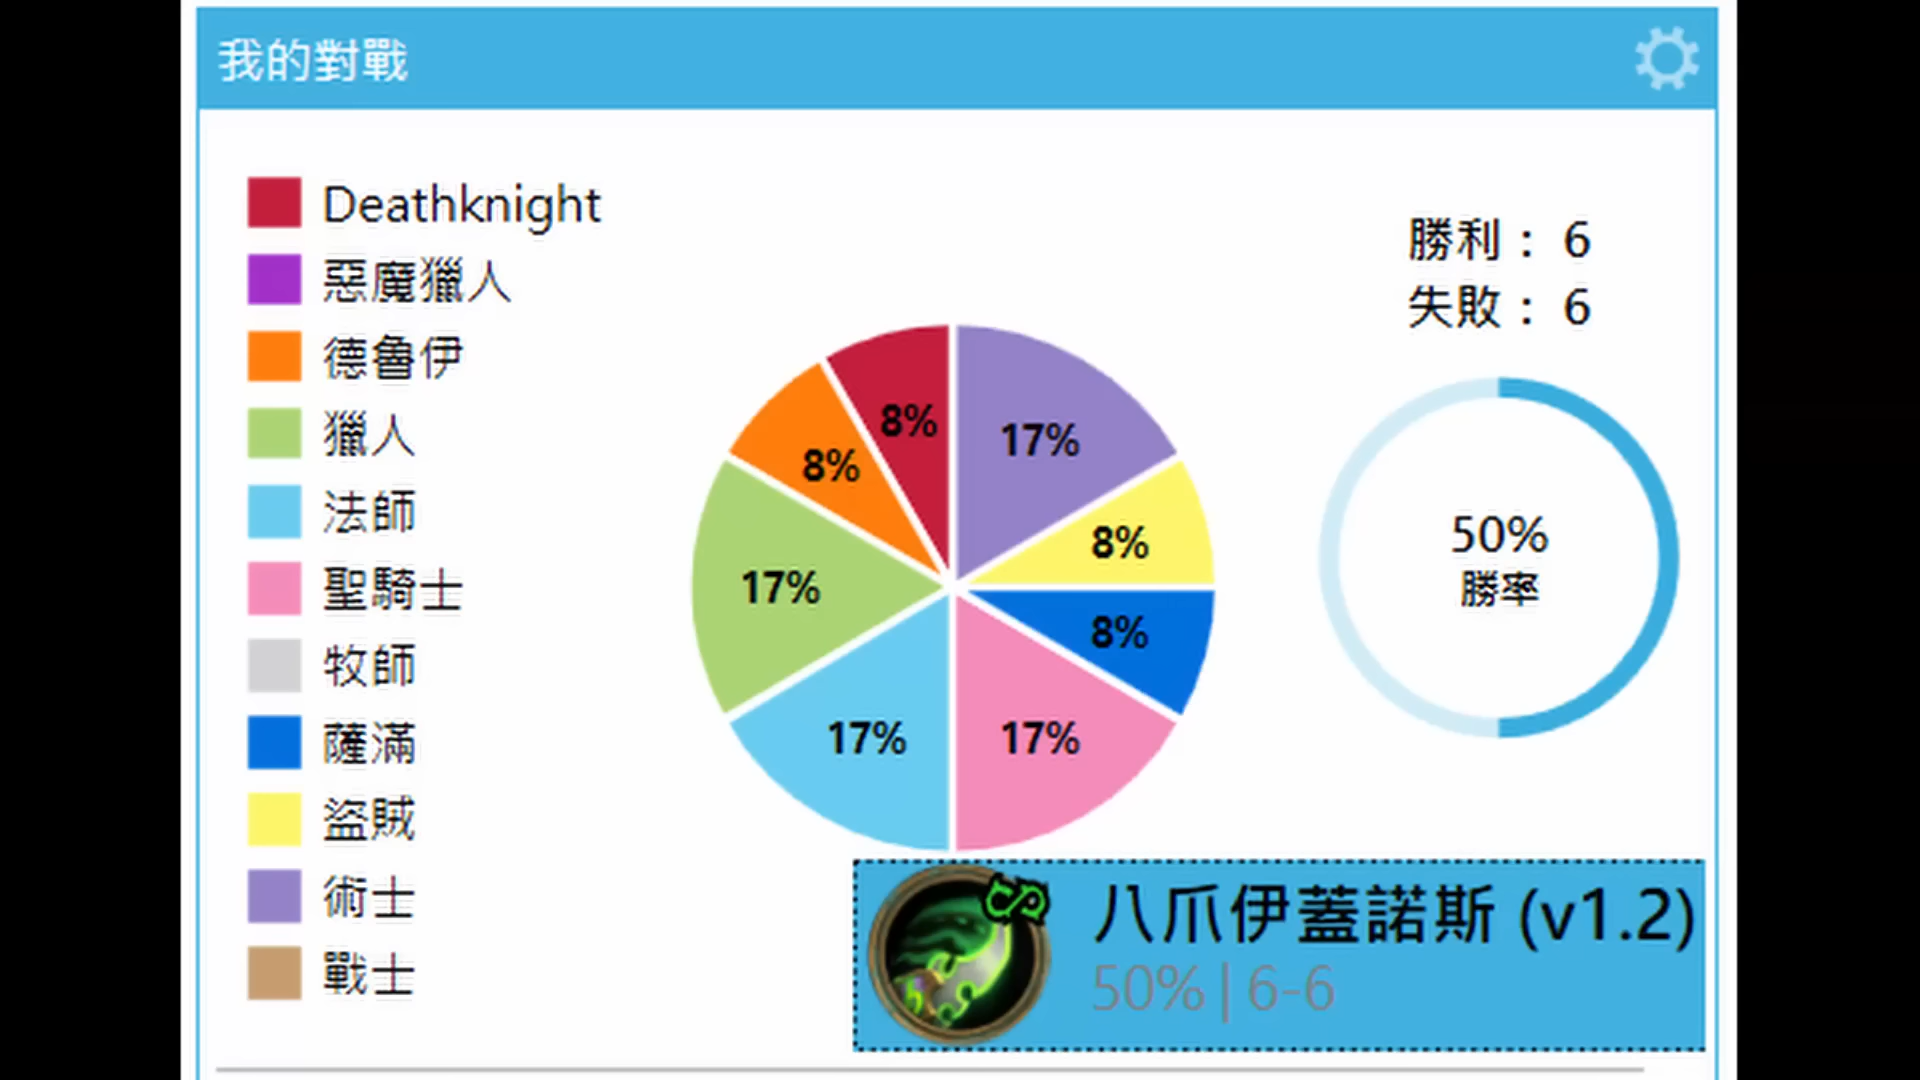 我的對戰
Deathknight
惡魔獵人
德魯伊
獵人
法師
聖騎士
牧師
薩滿
盜賊
術士
戰士
8%
17%
8%
8%
17%
8%
17%
17%
勝利： 6
失敗： 6
50%
勝率
八爪伊蓋諾斯 (v1.2)
50% | 6-6